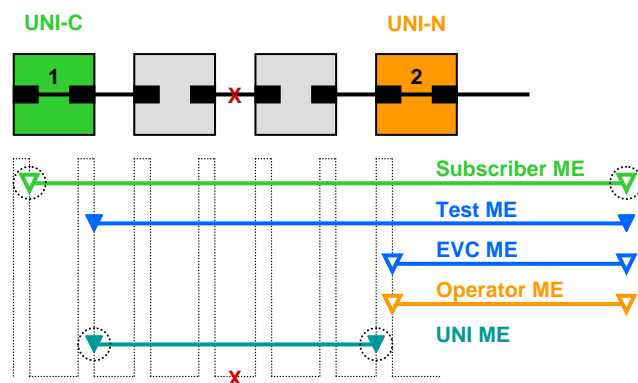 UNI-C
UNI-N
1
2
X
Subscriber ME
Test ME
EVC ME
Operator ME
UNI ME
X